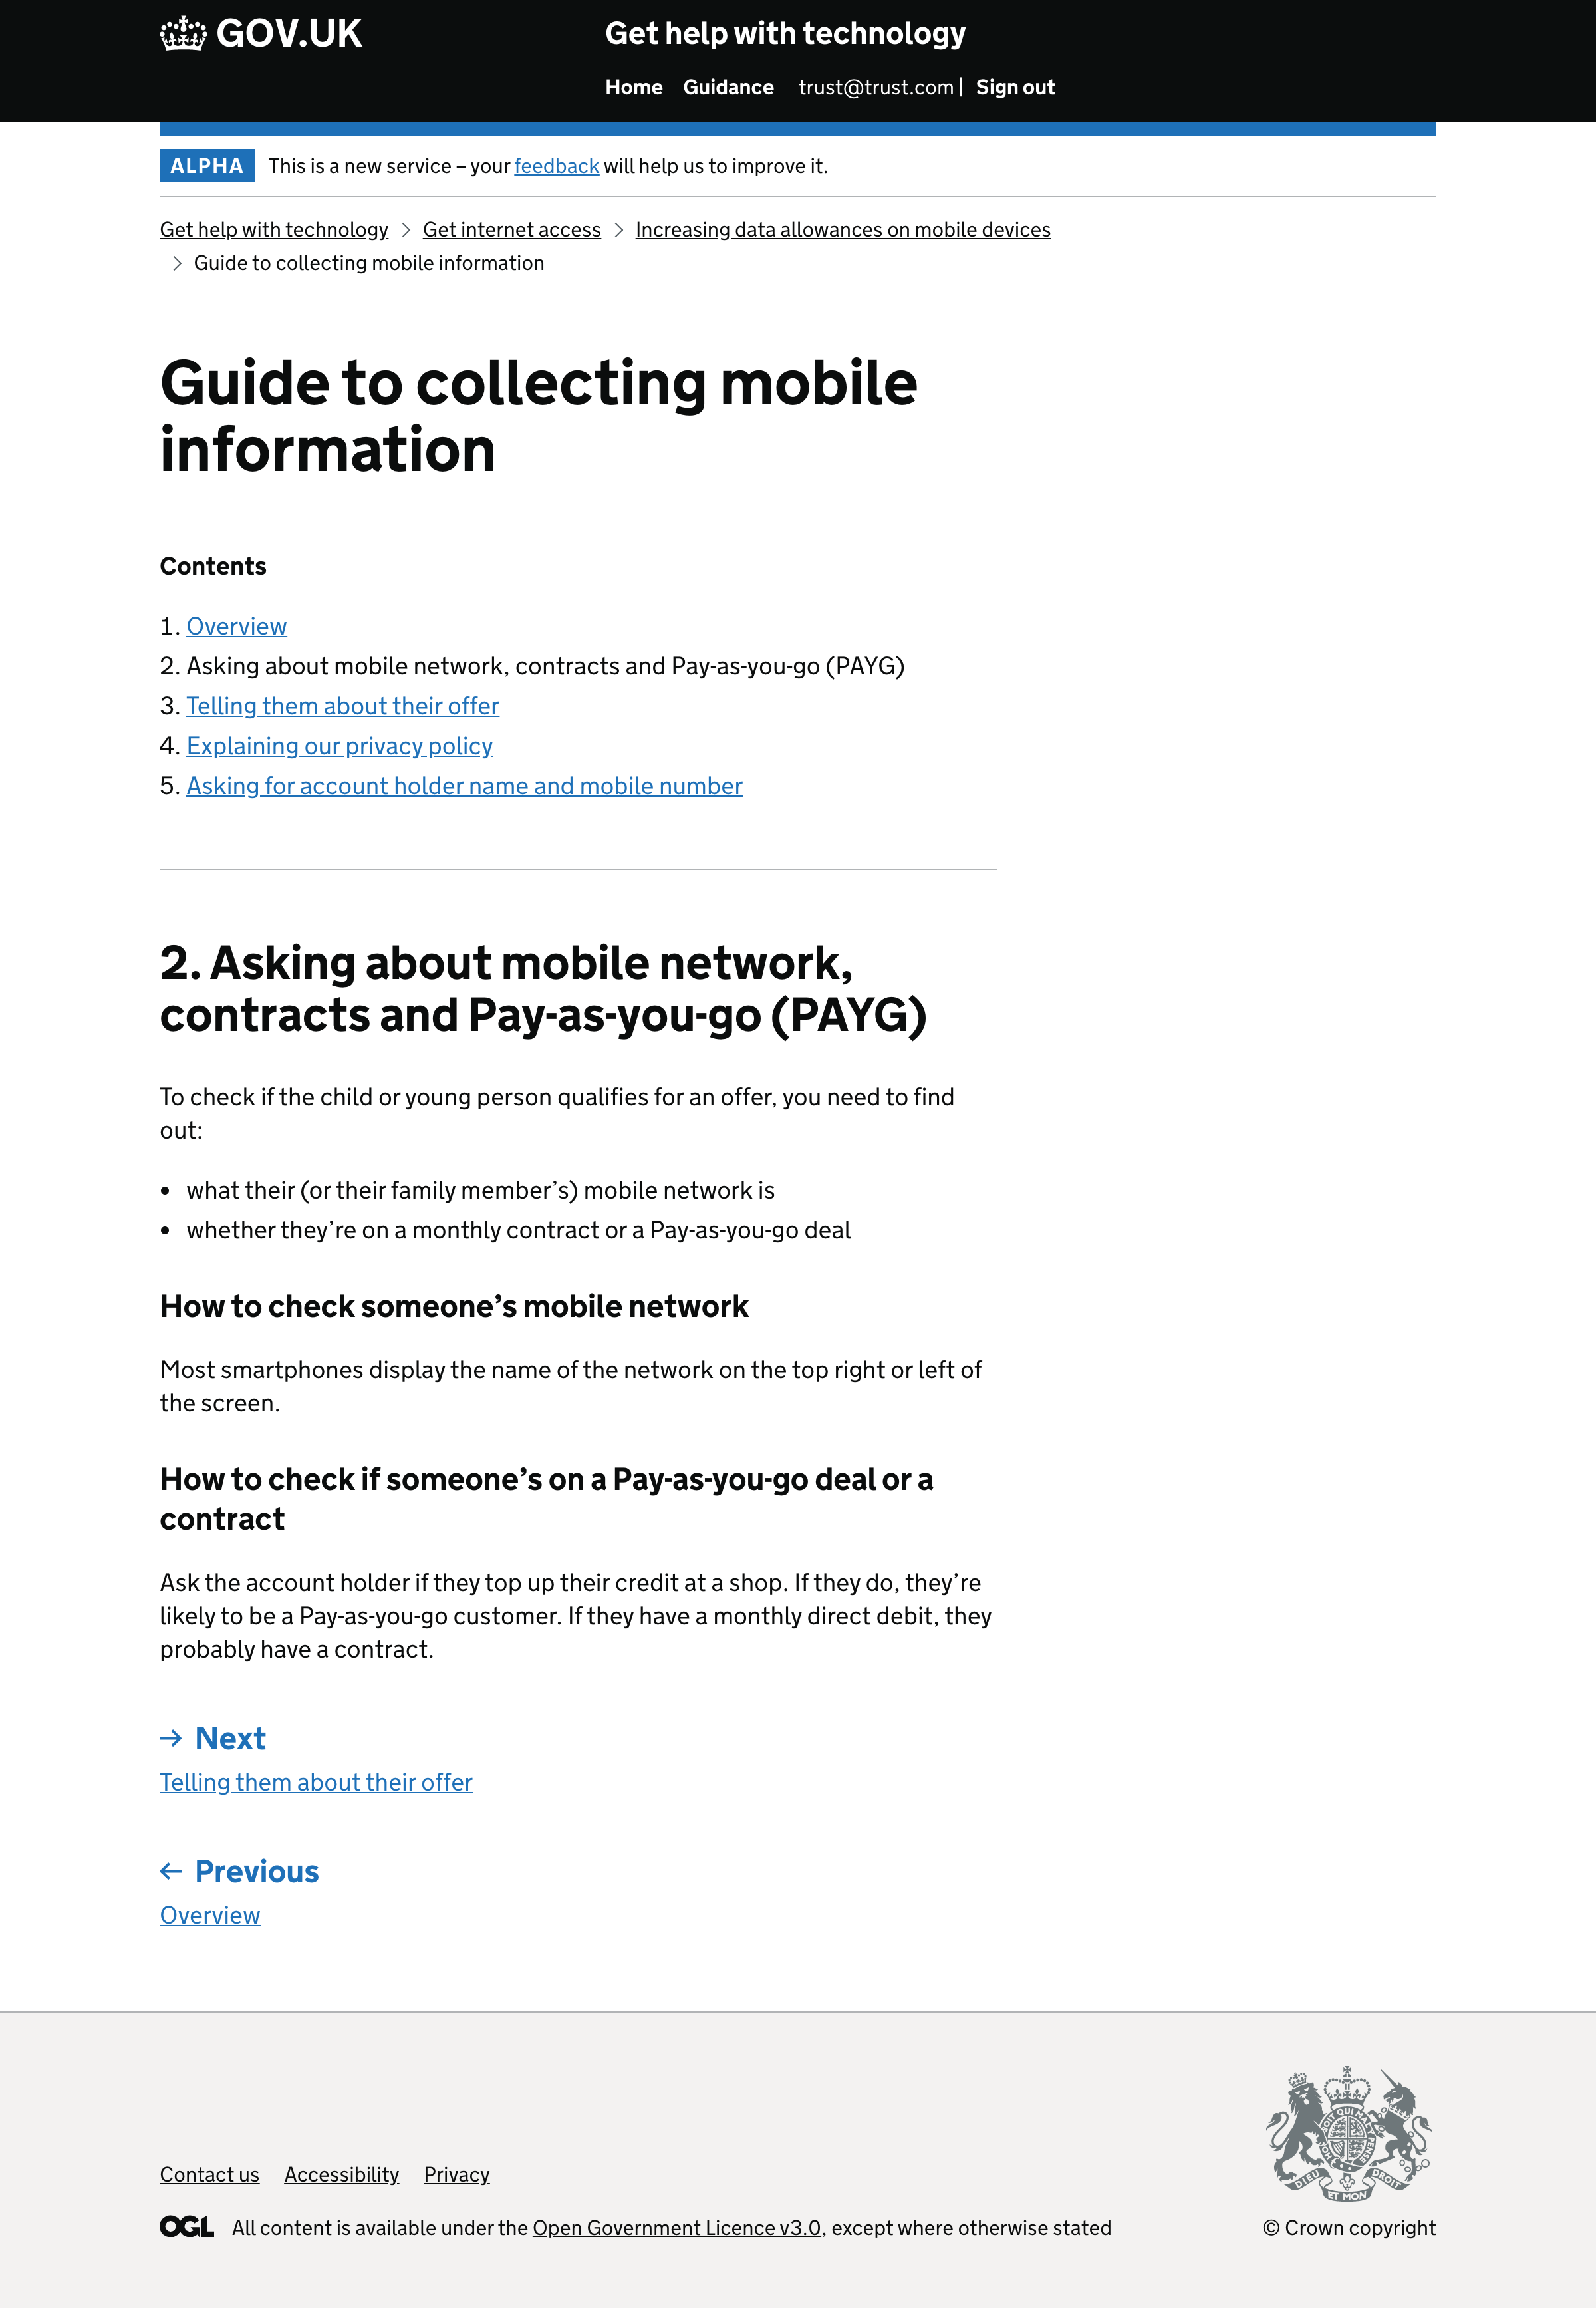 GOV.UK
Get help with technology
Home Guidance trust@trust.com | Sign out
ALPHA This is a new service – your feedback will help us to improve it.
Get help with technology > Get internet access > Increasing data allowances on mobile devices
> Guide to collecting mobile information
Guide to collecting mobile
information
Contents
1. Overview
2. Asking about mobile network, contracts and Pay-as-you-go (PAYG)
3. Telling them about their offer
4. Explaining our privacy policy
5. Asking for account holder name and mobile number
2. Asking about mobile network,
contracts and Pay-as-you-go (PAYG)
To check if the child or young person qualifies for an offer, you need to find
out:
• what their (or their family member’s) mobile network is
• whether they’re on a monthly contract or a Pay-as-you-go deal
How to check someone’s mobile network
Most smartphones display the name of the network on the top right or left of
the screen.
How to check if someone’s on a Pay-as-you-go deal or a
contract
Ask the account holder if they top up their credit at a shop. If they do, they’re
likely to be a Pay-as-you-go customer. If they have a monthly direct debit, they
probably have a contract.
→ Next
Telling them about their offer
← Previous
Overview
DIEU ET MON DROIT
Contact us Accessibility Privacy
OGL All content is available under the Open Government Licence v3.0, except where otherwise stated
© Crown copyright